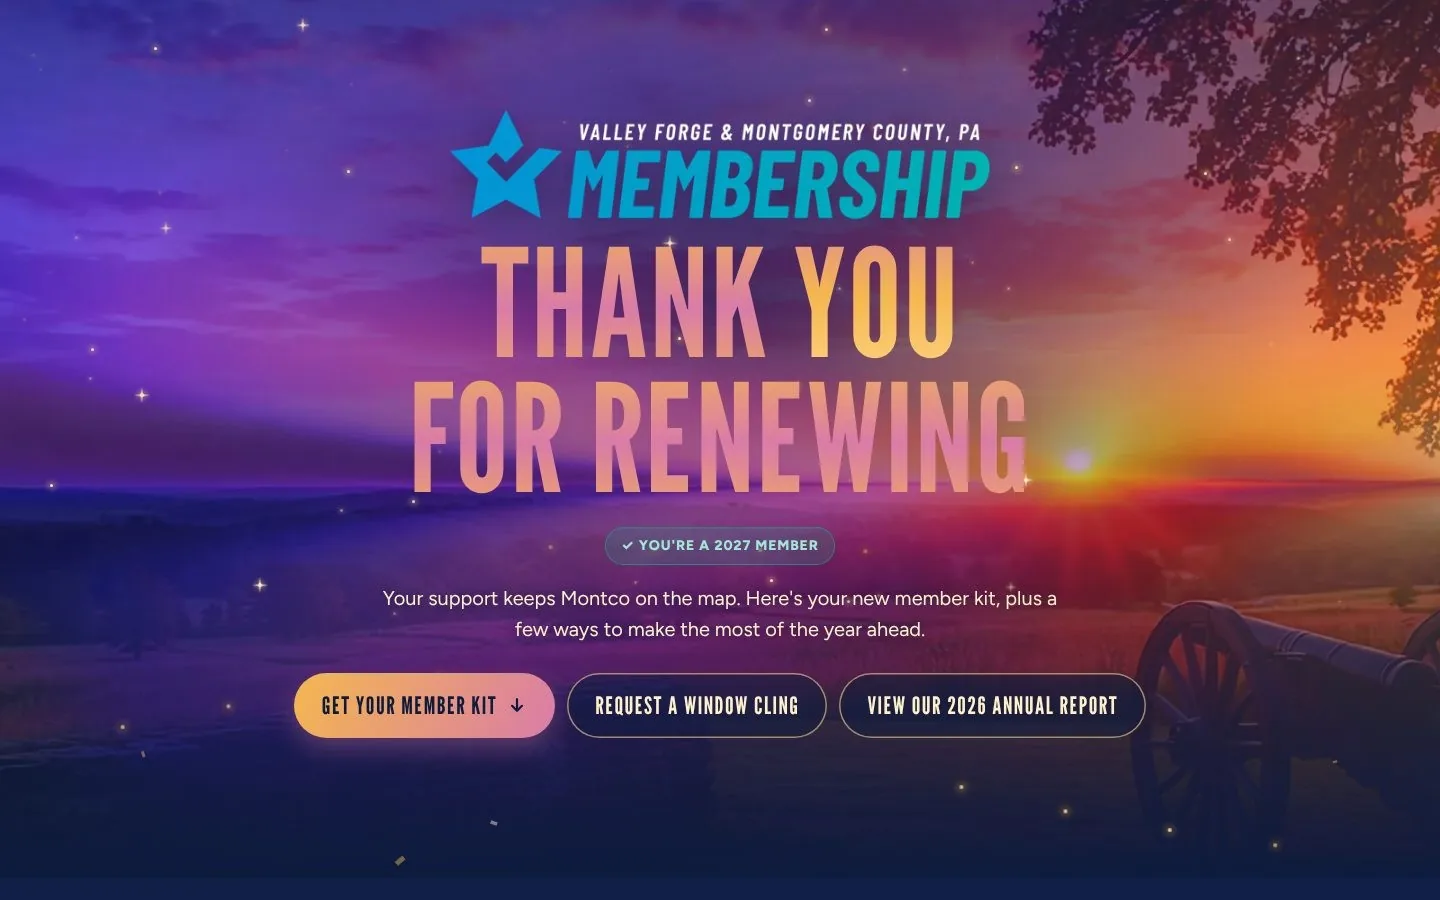 VALLEY FORGE & MONTGOMERY COUNTY, PA
MEMBERSHIP
THANK YOU
FOR RENEWING
✓ YOU'RE A 2027 MEMBER
Your support keeps Montco on the map. Here's your new member kit, plus a
few ways to make the most of the year ahead.
GET YOUR MEMBER KIT ↓
REQUEST A WINDOW CLING
VIEW OUR 2026 ANNUAL REPORT